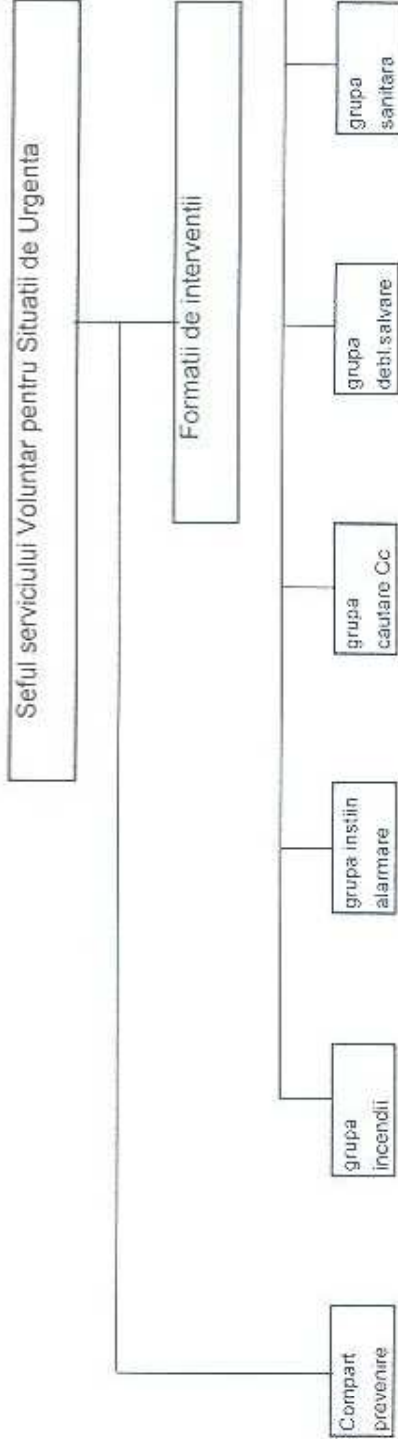 Seful serviciului Voluntar pentru Situatii de Urgenta
Formatii de interventii
Compart
prevenire
grupa
incendii
grupa instiin
alarmare
grupa
cautare Cc
grupa
debl.salvare
grupa
sanitara